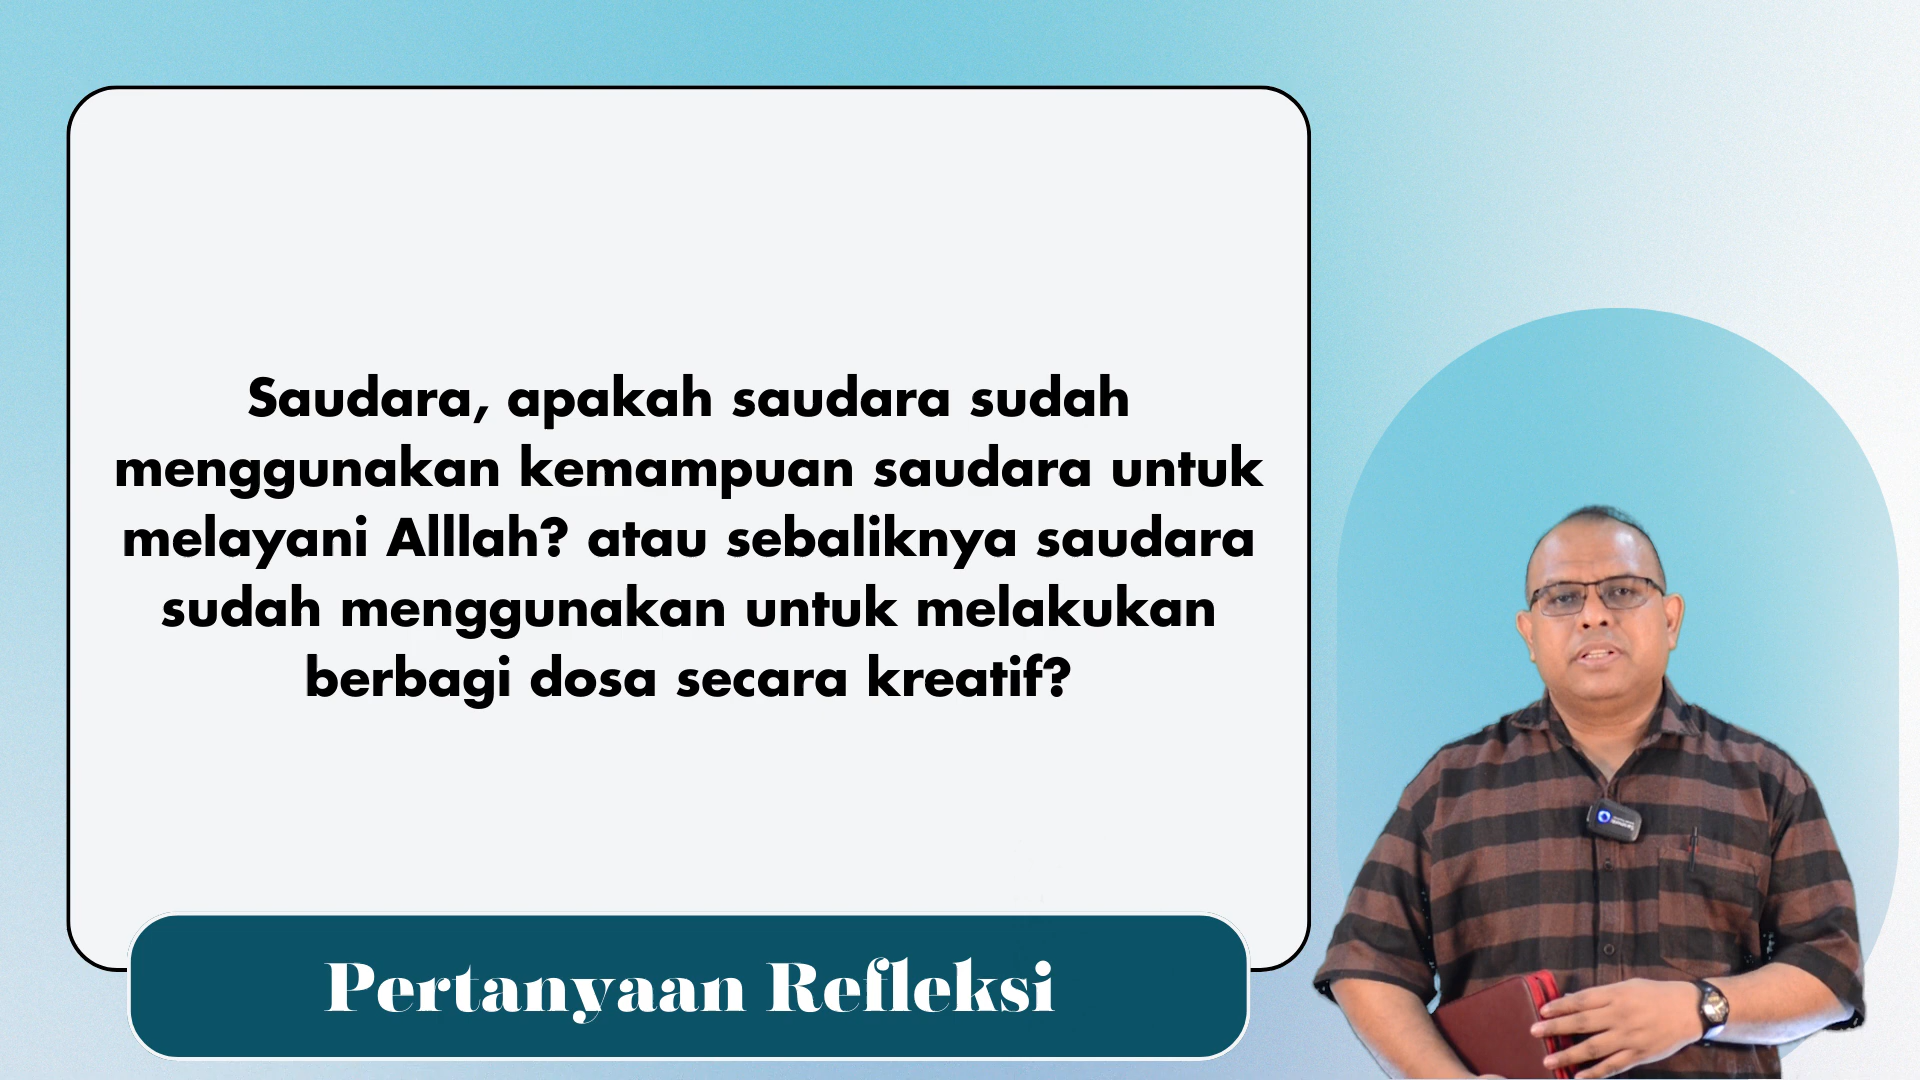 Saudara, apakah saudara sudah
menggunakan kemampuan saudara untuk
melayani Alllah? atau sebaliknya saudara
sudah menggunakan untuk melakukan
berbagi dosa secara kreatif?
Pertanyaan Refleksi